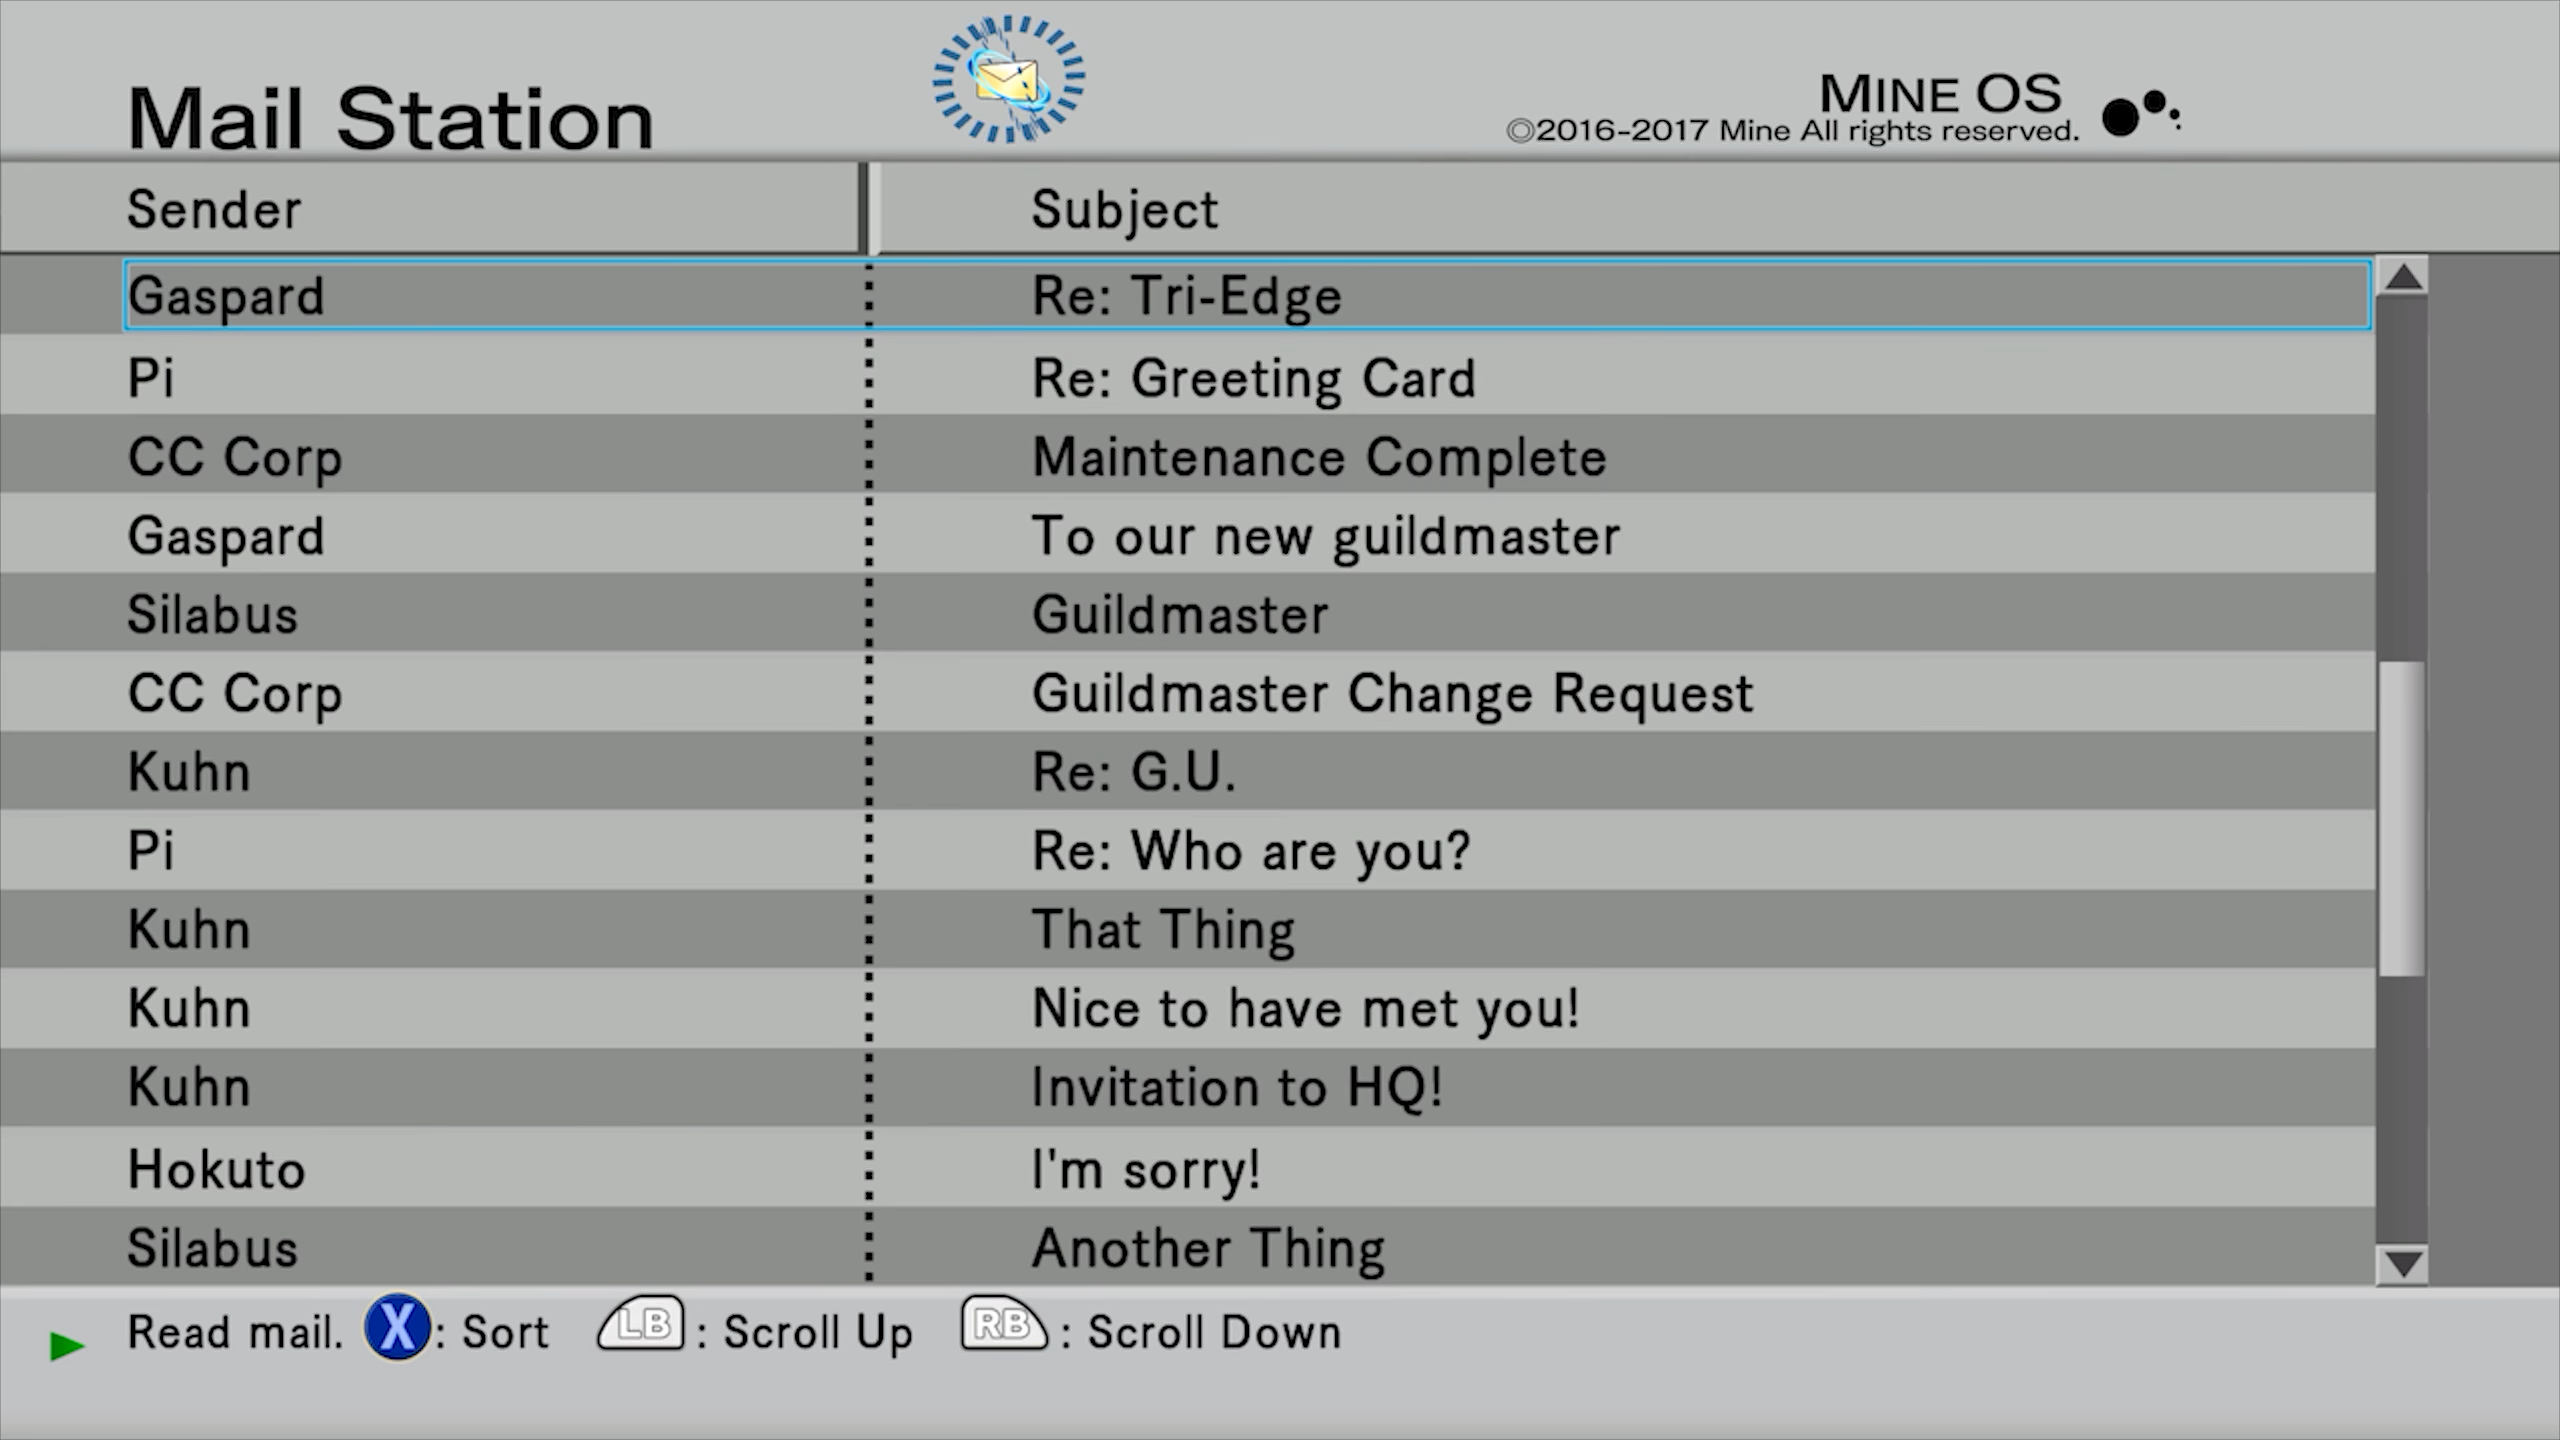 Mail Station
MINE OS
©2016-2017 Mine All rights reserved.
Sender Subject
Gaspard Re: Tri-Edge
Pi Re: Greeting Card
CC Corp Maintenance Complete
Gaspard To our new guildmaster
Silabus Guildmaster
CC Corp Guildmaster Change Request
Kuhn Re: G.U.
Pi Re: Who are you?
Kuhn That Thing
Kuhn Nice to have met you!
Kuhn Invitation to HQ!
Hokuto I'm sorry!
Silabus Another Thing
Read mail. X: Sort LB: Scroll Up RB: Scroll Down